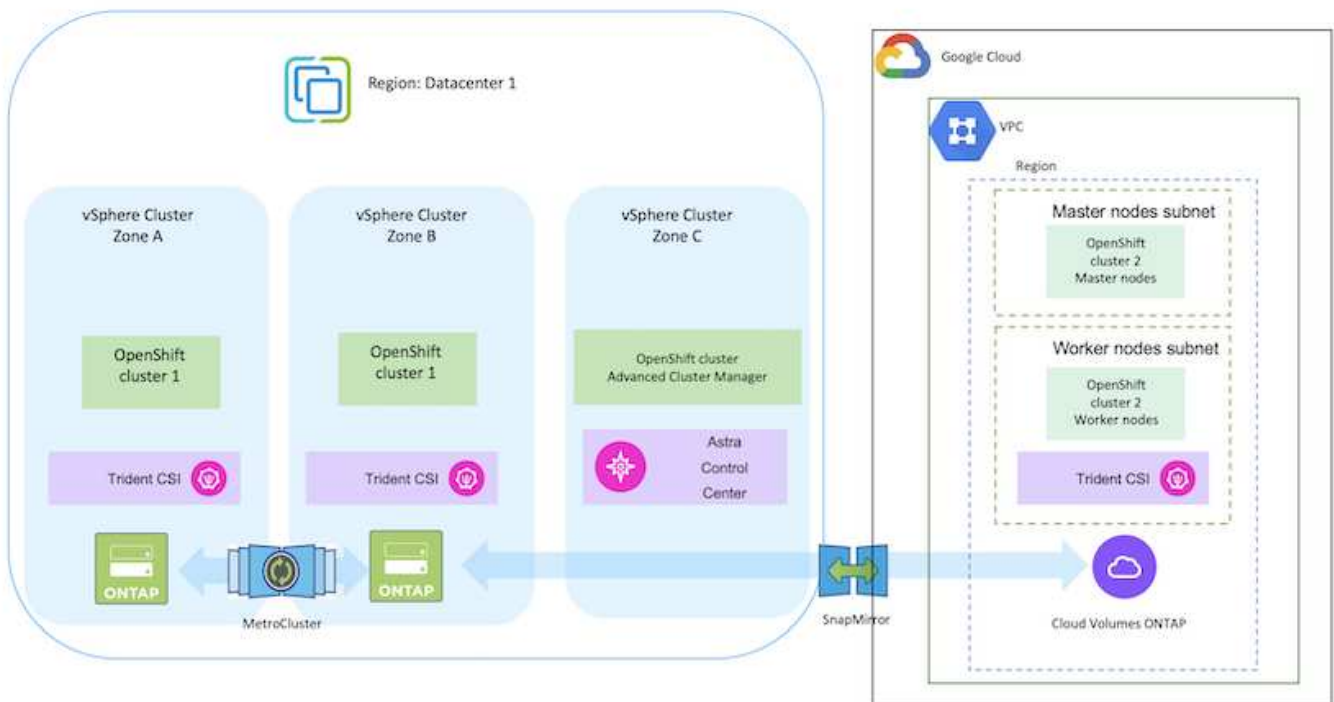 Region: Datacenter 1
vSphere Cluster
Zone A
OpenShift
cluster 1
Trident CSI
ONTAP
MetroCluster
vSphere Cluster
Zone B
OpenShift
cluster 1
Trident CSI
ONTAP
vSphere Cluster
Zone C
OpenShift cluster
Advanced Cluster Manager
Astra
Control
Center
SnapMirror
Google Cloud
VPC
Region
Master nodes subnet
OpenShift
cluster 2
Master nodes
Worker nodes subnet
OpenShift
cluster 2
Worker nodes
Trident CSI
Cloud Volumes ONTAP